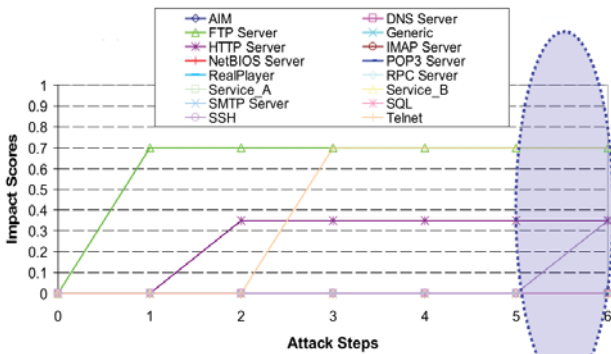 AIM DNS Server
FTP Server Generic
HTTP Server IMAP Server
NetBIOS Server POP3 Server
RealPlayer RPC Server
Service_A Service_B
SMTP Server SQL
SSH Telnet
1
0.9
0.8
0.7
0.6
0.5
0.4
0.3
0.2
0.1
0
Impact Scores
0 1 2 3 4 5 6
Attack Steps